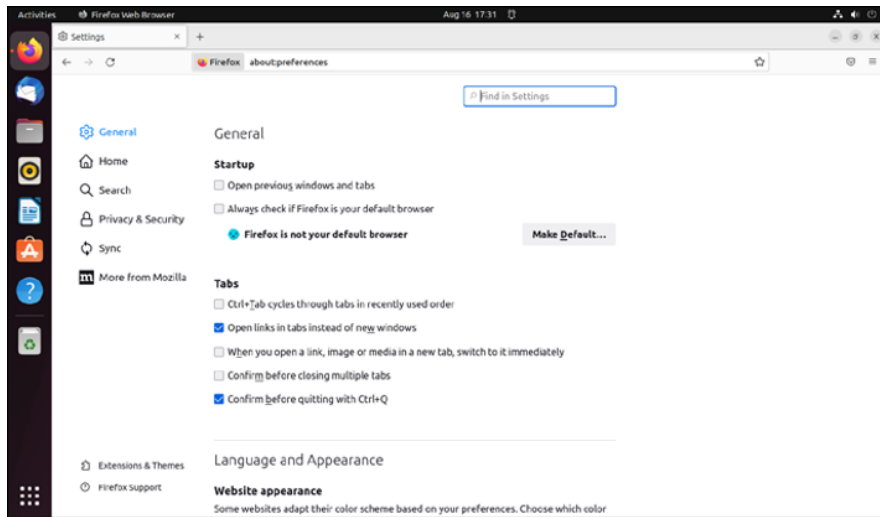 Activities Firefox Web Browser Aug 16 17:31
Settings
Firefox about:preferences
Find in Settings
General
Home
Search
Privacy & Security
Sync
m More from Mozilla
Extensions & Themes
Firefox Support
General
Startup
Open previous windows and tabs
Always check if Firefox is your default browser
Firefox is not your default browser Make Default...
Tabs
Ctrl+Tab cycles through tabs in recently used order
Open links in tabs instead of new windows
When you open a link, image or media in a new tab, switch to it immediately
Confirm before closing multiple tabs
Confirm before quitting with Ctrl+Q
Language and Appearance
Website appearance
Some websites adapt their color scheme based on your preferences. Choose which color